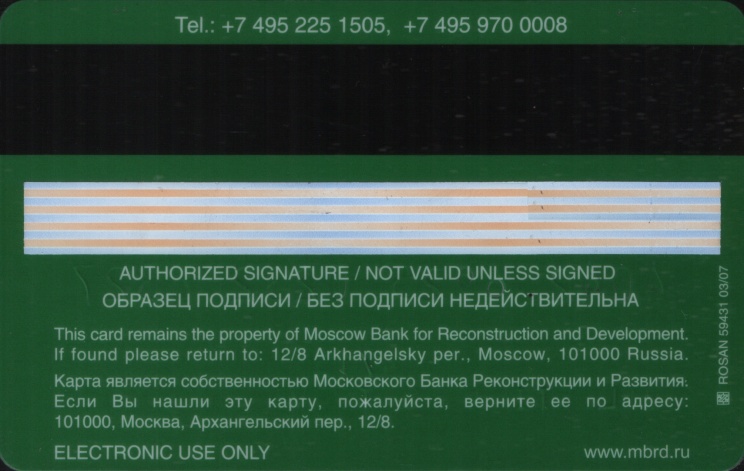 Tel.: +7 495 225 1505, +7 495 970 0008
AUTHORIZED SIGNATURE / NOT VALID UNLESS SIGNED
ОБРАЗЕЦ ПОДПИСИ / БЕЗ ПОДПИСИ НЕДЕЙСТВИТЕЛЬНА
This card remains the property of Moscow Bank for Reconstruction and Development.
If found please return to: 12/8 Arkhangelsky per., Moscow, 101000 Russia.
Карта является собственностью Московского Банка Реконструкции и Развития.
Если Вы нашли эту карту, пожалуйста, верните ее по адресу:
101000, Москва, Архангельский пер., 12/8.
ELECTRONIC USE ONLY
www.mbrd.ru
ROSAN 59431 03/07